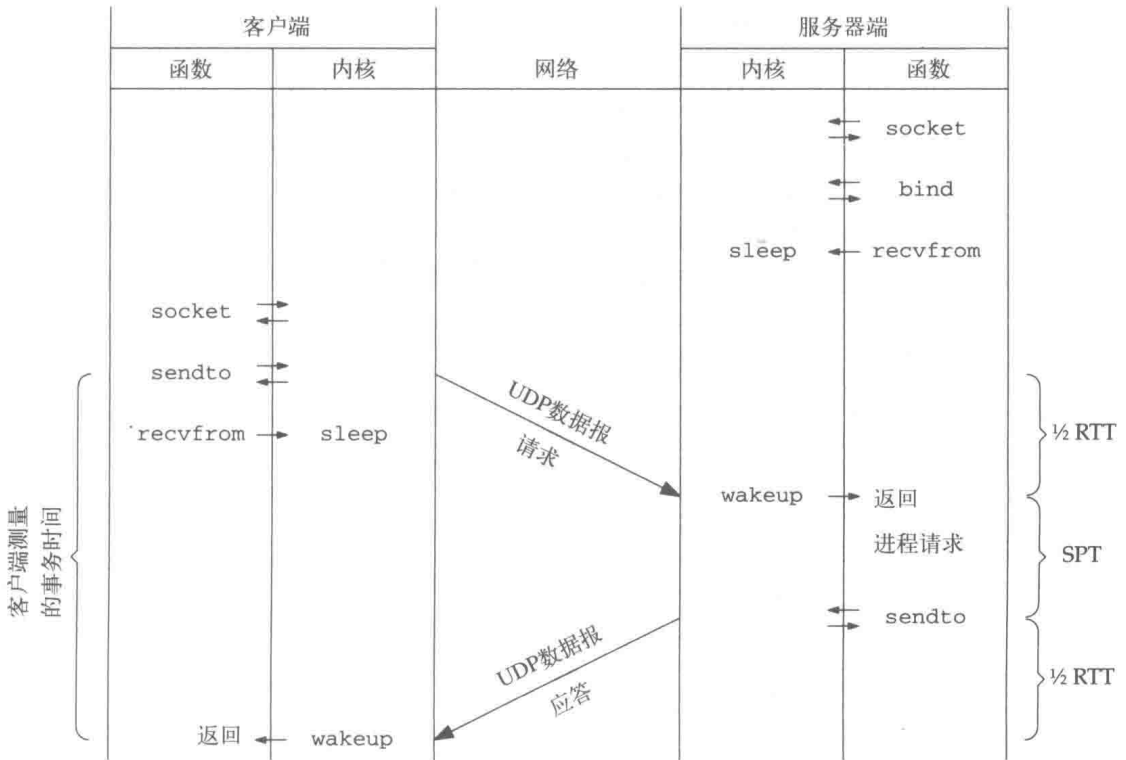 客户端
服务器端
函数
内核
网络
内核
函数
socket
bind
sleep
recvfrom
socket
sendto
UDP数据报
请求
recvfrom
sleep
½ RTT
wakeup
返回
进程请求
SPT
客户端测量
的事务时间
sendto
UDP数据报
应答
½ RTT
返回
wakeup